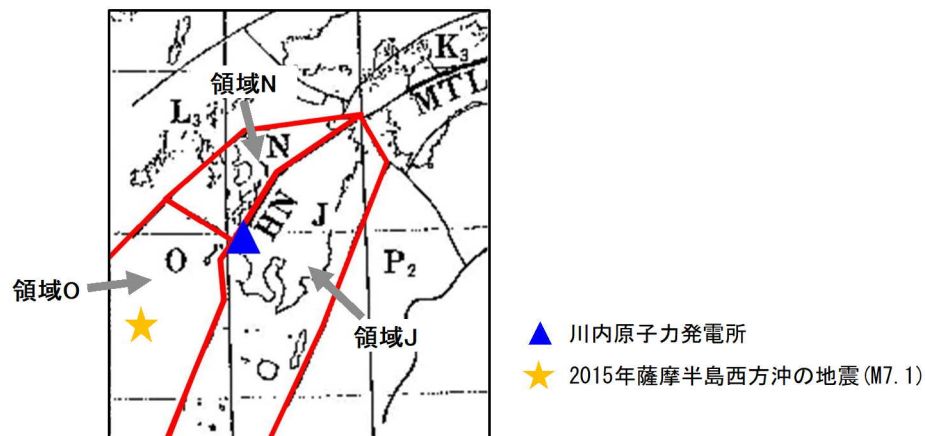 K3
MTL
領域N
L3
N
HN
J
O
P2
領域O
領域J
川内原子力発電所
2015年薩摩半島西方沖の地震(M7.1)